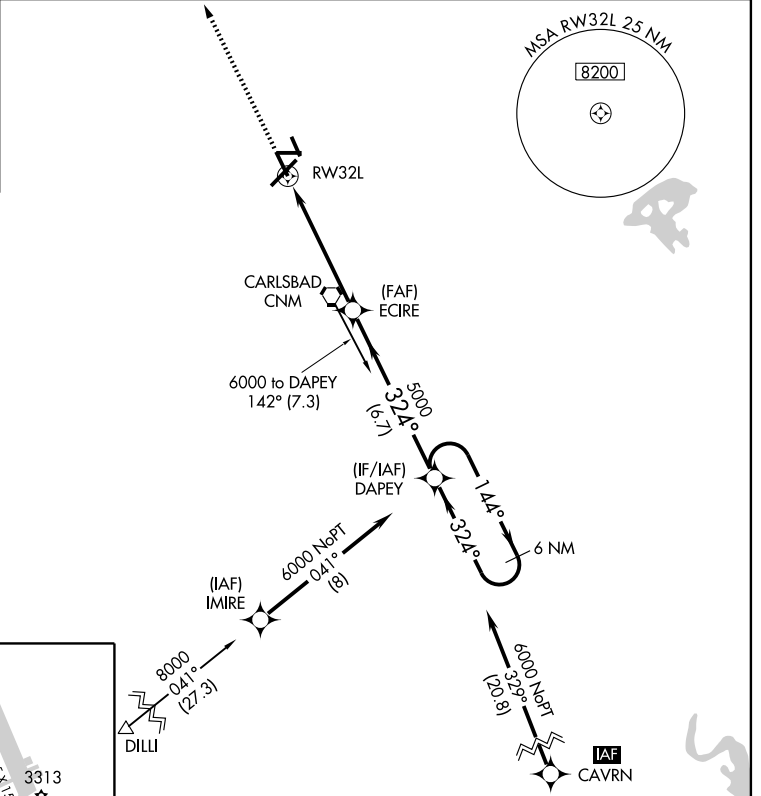 MSA RW32L 25 NM
8200
RW32L
CARLSBAD
CNM
(FAF)
ECIRE
6000 to DAPEY
142° (7.3)
5000
324°
(6.7)
(IF/IAF)
DAPEY
144°
324°
6 NM
6000 NoPT
041°
(8)
(IAF)
IMIRE
8000
041°
(27.3)
DILLI
6000 NoPT
329°
(20.8)
IAF
CAVRN
3313